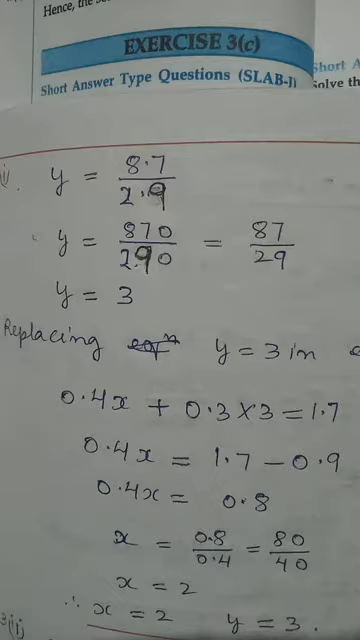 Hence, the
EXERCISE 3(c)
Short Answer Type Questions (SLAB-I)
Short A
Solve th
y = 8.7/2.9
y = 870/290 = 87/29
y = 3
Replacing eqn y = 3 in
0.4x + 0.3 × 3 = 1.7
0.4x = 1.7 - 0.9
0.4x = 0.8
x = 0.8/0.4 = 80/40
x = 2
∴ x = 2 y = 3.